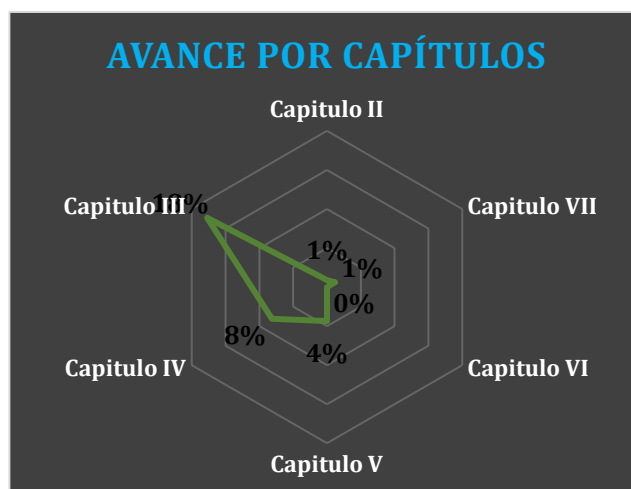 AVANCE POR CAPÍTULOS
Capitulo II
Capitulo III
18%
Capitulo VII
1%
1%
0%
8%
4%
Capitulo IV
Capitulo VI
Capitulo V